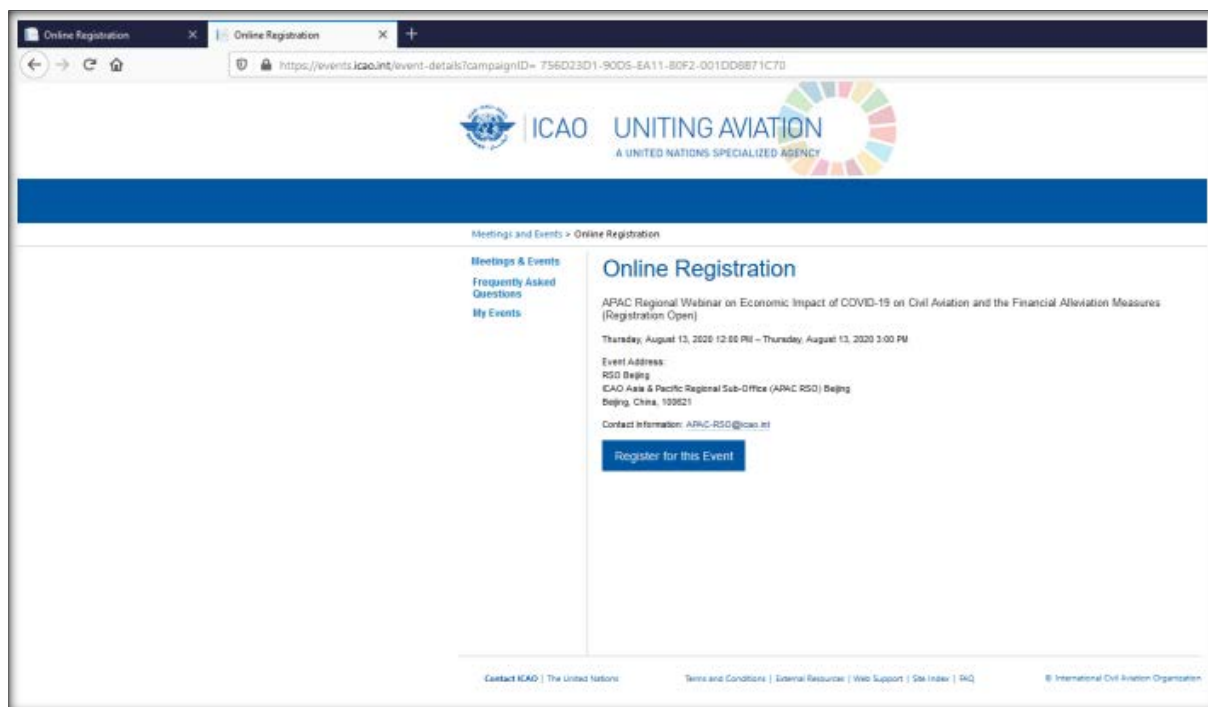 Online Registration
Online Registration
https://events.icao.int/event-details?campaignID= 756D23D1-90D5-EA11-80F2-001DD8B71C70
ICAO
UNITING AVIATION
A UNITED NATIONS SPECIALIZED AGENCY
Meetings and Events > Online Registration
Meetings & Events
Frequently Asked
Questions
My Events
Online Registration
APAC Regional Webinar on Economic Impact of COVID-19 on Civil Aviation and the Financial Alleviation Measures
(Registration Open)
Thursday, August 13, 2020 12:00 PM – Thursday, August 13, 2020 3:00 PM
Event Address:
RSO Beijing
ICAO Asia & Pacific Regional Sub-Office (APAC RSO) Beijing
Beijing, China, 100621
Contact Information: APAC-RSO@icao.int
Register for this Event
Contact ICAO | The United Nations
Terms and Conditions | External Resources | Web Support | Site Index | FAQ
© International Civil Aviation Organization